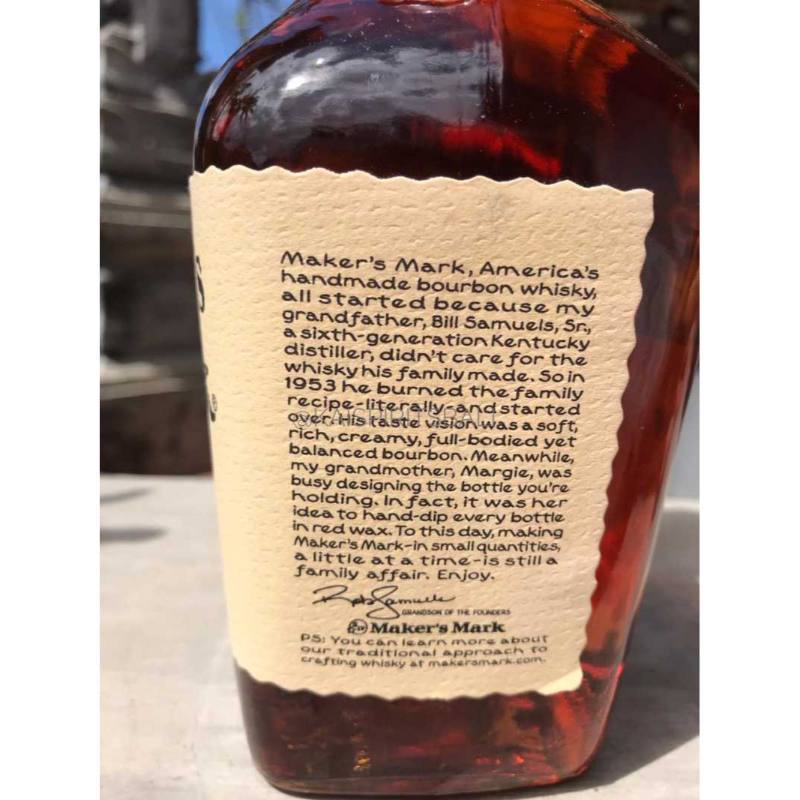 Maker's Mark, America's
handmade bourbon whisky,
all started because my
grandfather, Bill Samuels, Sr.,
a sixth-generation Kentucky
distiller, didn't care for the
whisky his family made. So in
1953 he burned the family
recipe-literally-and started
over. His taste vision was a soft,
rich, creamy, full-bodied yet
balanced bourbon. Meanwhile,
my grandmother, Margie, was
busy designing the bottle you're
holding. In fact, it was her
idea to hand-dip every bottle
in red wax. To this day, making
Maker's Mark-in small quantities,
a little at a time-is still a
family affair. Enjoy.
Rob Samuels
GRANDSON OF THE FOUNDERS
Maker's Mark
PS: You can learn more about
our traditional approach to
crafting whisky at makersmark.com.